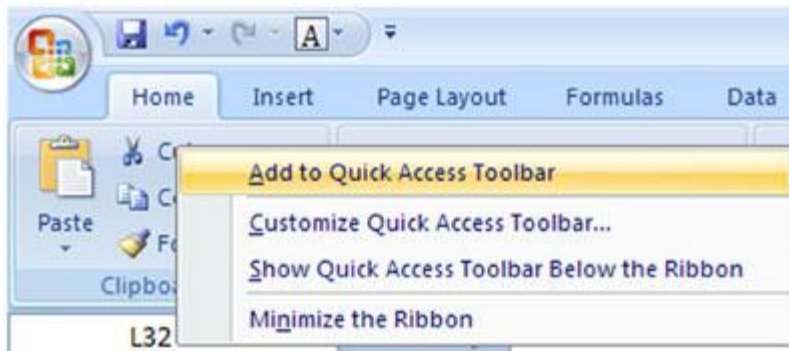 A
Home Insert Page Layout Formulas Data
Add to Quick Access Toolbar
Paste
Customize Quick Access Toolbar...
Show Quick Access Toolbar Below the Ribbon
Minimize the Ribbon
L32